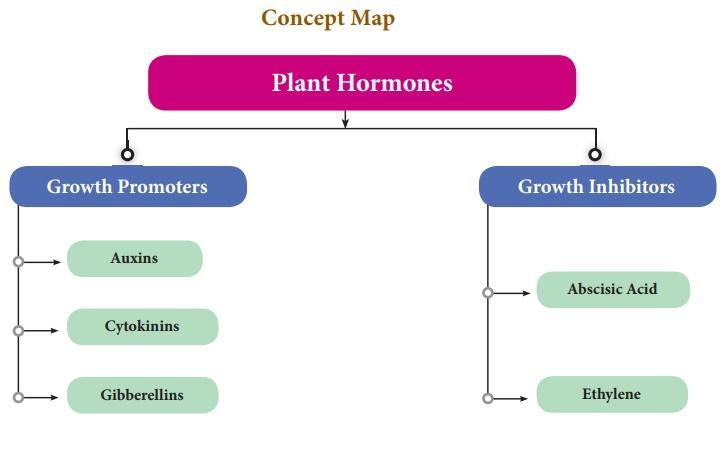 Concept Map
Plant Hormones
Growth Promoters
Growth Inhibitors
Auxins
Cytokinins
Gibberellins
Abscisic Acid
Ethylene